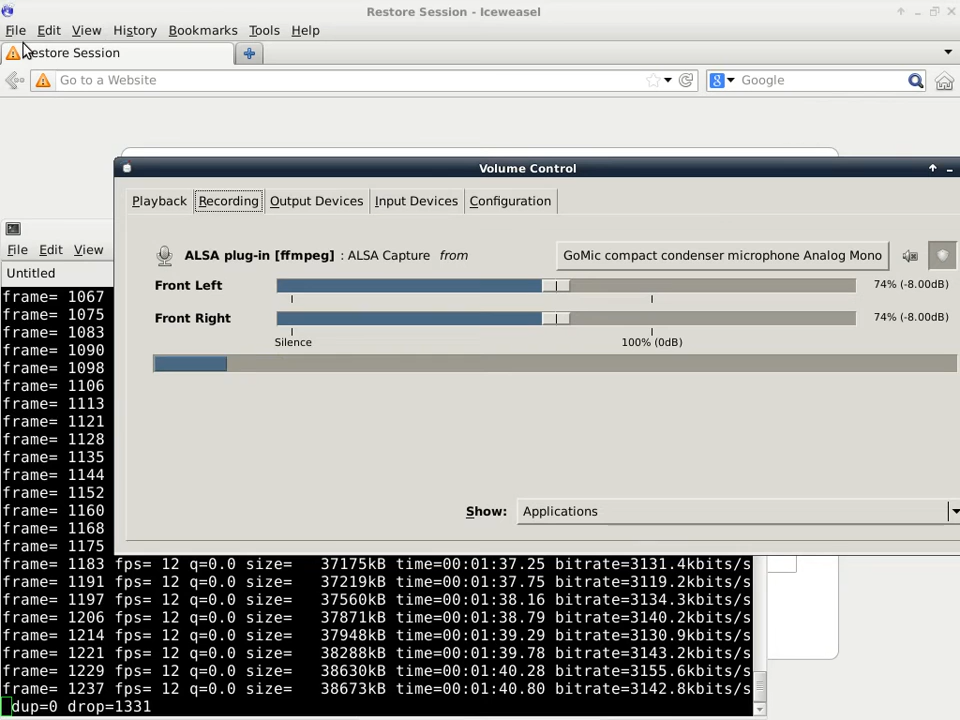 Restore Session - Iceweasel
File Edit View History Bookmarks Tools Help
Restore Session
Go to a Website
Google
Volume Control
Playback Recording Output Devices Input Devices Configuration
ALSA plug-in [ffmpeg] : ALSA Capture from GoMic compact condenser microphone Analog Mono
Front Left 74% (-8.00dB)
Front Right 74% (-8.00dB)
Silence 100% (0dB)
Show: Applications
File Edit View
Untitled
frame= 1067
frame= 1075
frame= 1083
frame= 1090
frame= 1098
frame= 1106
frame= 1113
frame= 1121
frame= 1128
frame= 1135
frame= 1144
frame= 1152
frame= 1160
frame= 1168
frame= 1175
frame= 1183 fps= 12 q=0.0 size= 37175kB time=00:01:37.25 bitrate=3131.4kbits/s
frame= 1191 fps= 12 q=0.0 size= 37219kB time=00:01:37.75 bitrate=3119.2kbits/s
frame= 1197 fps= 12 q=0.0 size= 37560kB time=00:01:38.16 bitrate=3134.3kbits/s
frame= 1206 fps= 12 q=0.0 size= 37871kB time=00:01:38.79 bitrate=3140.2kbits/s
frame= 1214 fps= 12 q=0.0 size= 37948kB time=00:01:39.29 bitrate=3130.9kbits/s
frame= 1221 fps= 12 q=0.0 size= 38288kB time=00:01:39.78 bitrate=3143.2kbits/s
frame= 1229 fps= 12 q=0.0 size= 38630kB time=00:01:40.28 bitrate=3155.6kbits/s
frame= 1237 fps= 12 q=0.0 size= 38673kB time=00:01:40.80 bitrate=3142.8kbits/s
dup=0 drop=1331